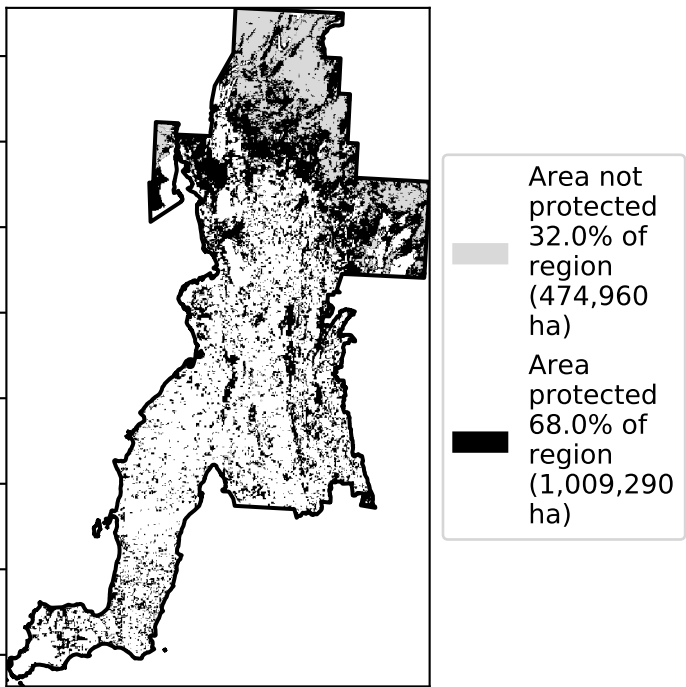 Area not
protected
32.0% of
region
(474,960
ha)
Area
protected
68.0% of
region
(1,009,290
ha)